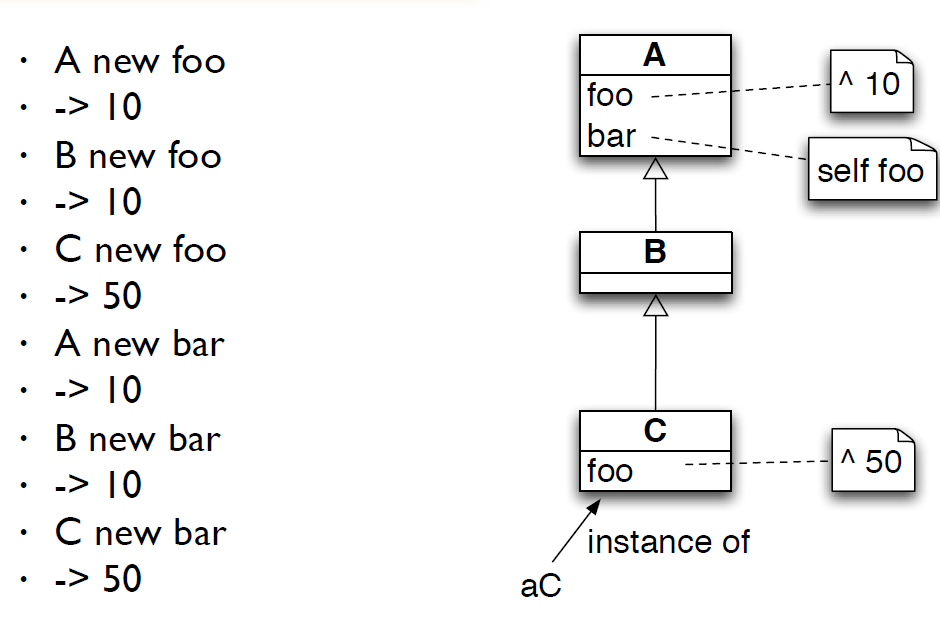 • A new foo
• -> 10
• B new foo
• -> 10
• C new foo
• -> 50
• A new bar
• -> 10
• B new bar
• -> 10
• C new bar
• -> 50
A
foo
bar
^ 10
self foo
B
C
foo
^ 50
instance of
aC